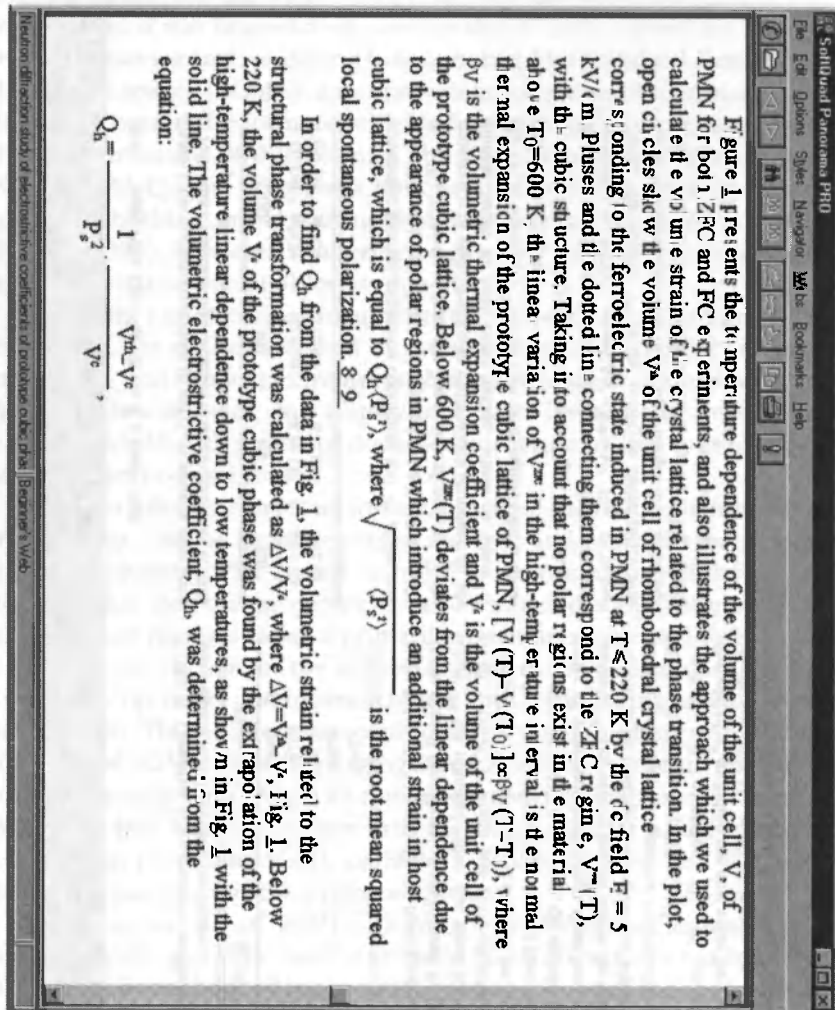 SoftQuad Panorama PRO
File Edit Options Styles Navigator Web Bookmarks Help
Figure 1 presents the temperature dependence of the volume of the unit cell, V, of
PMN for both ZFC and FC experiments, and also illustrates the approach which we used to
calculate the volume strain of the crystal lattice related to the phase transition. In the plot,
open circles show the volume V of the unit cell of rhombohedral crystal lattice
corresponding to the ferroelectric state induced in PMN at T≤220 K by the dc field E=5
kV/cm. Pluses and the dotted line connecting them correspond to the ZFC regime, V (T),
with the cubic structure. Taking into account that no polar regions exist in the material
above T0=600 K, the linear variation of V in the high-temperature interval is the normal
thermal expansion of the prototype cubic lattice of PMN [V (T)–V (T0)]∝βV (T–T0), where
βV is the volumetric thermal expansion coefficient and V is the volume of the unit cell of
the prototype cubic lattice. Below 600 K, V (T) deviates from the linear dependence due
to the appearance of polar regions in PMN which introduce an additional strain in host
cubic lattice, which is equal to Qh⟨Ps2⟩, where √⟨Ps2⟩ is the root mean squared
local spontaneous polarization. 8 9
In order to find Qh from the data in Fig. 1, the volumetric strain related to the
structural phase transformation was calculated as ΔV/Vc, where ΔV=V –Vc, Fig. 1. Below
220 K, the volume Vc of the prototype cubic phase was found by the extrapolation of the
high-temperature linear dependence down to low temperatures, as shown in Fig. 1 with the
solid line. The volumetric electrostrictive coefficient, Qh, was determined from the
equation:
Qh = 1/Ps2 · Vrh–Vc/Vc,
Neutron diffraction study of electrostrictive coefficients of prototype cubic phas Beginner's Web